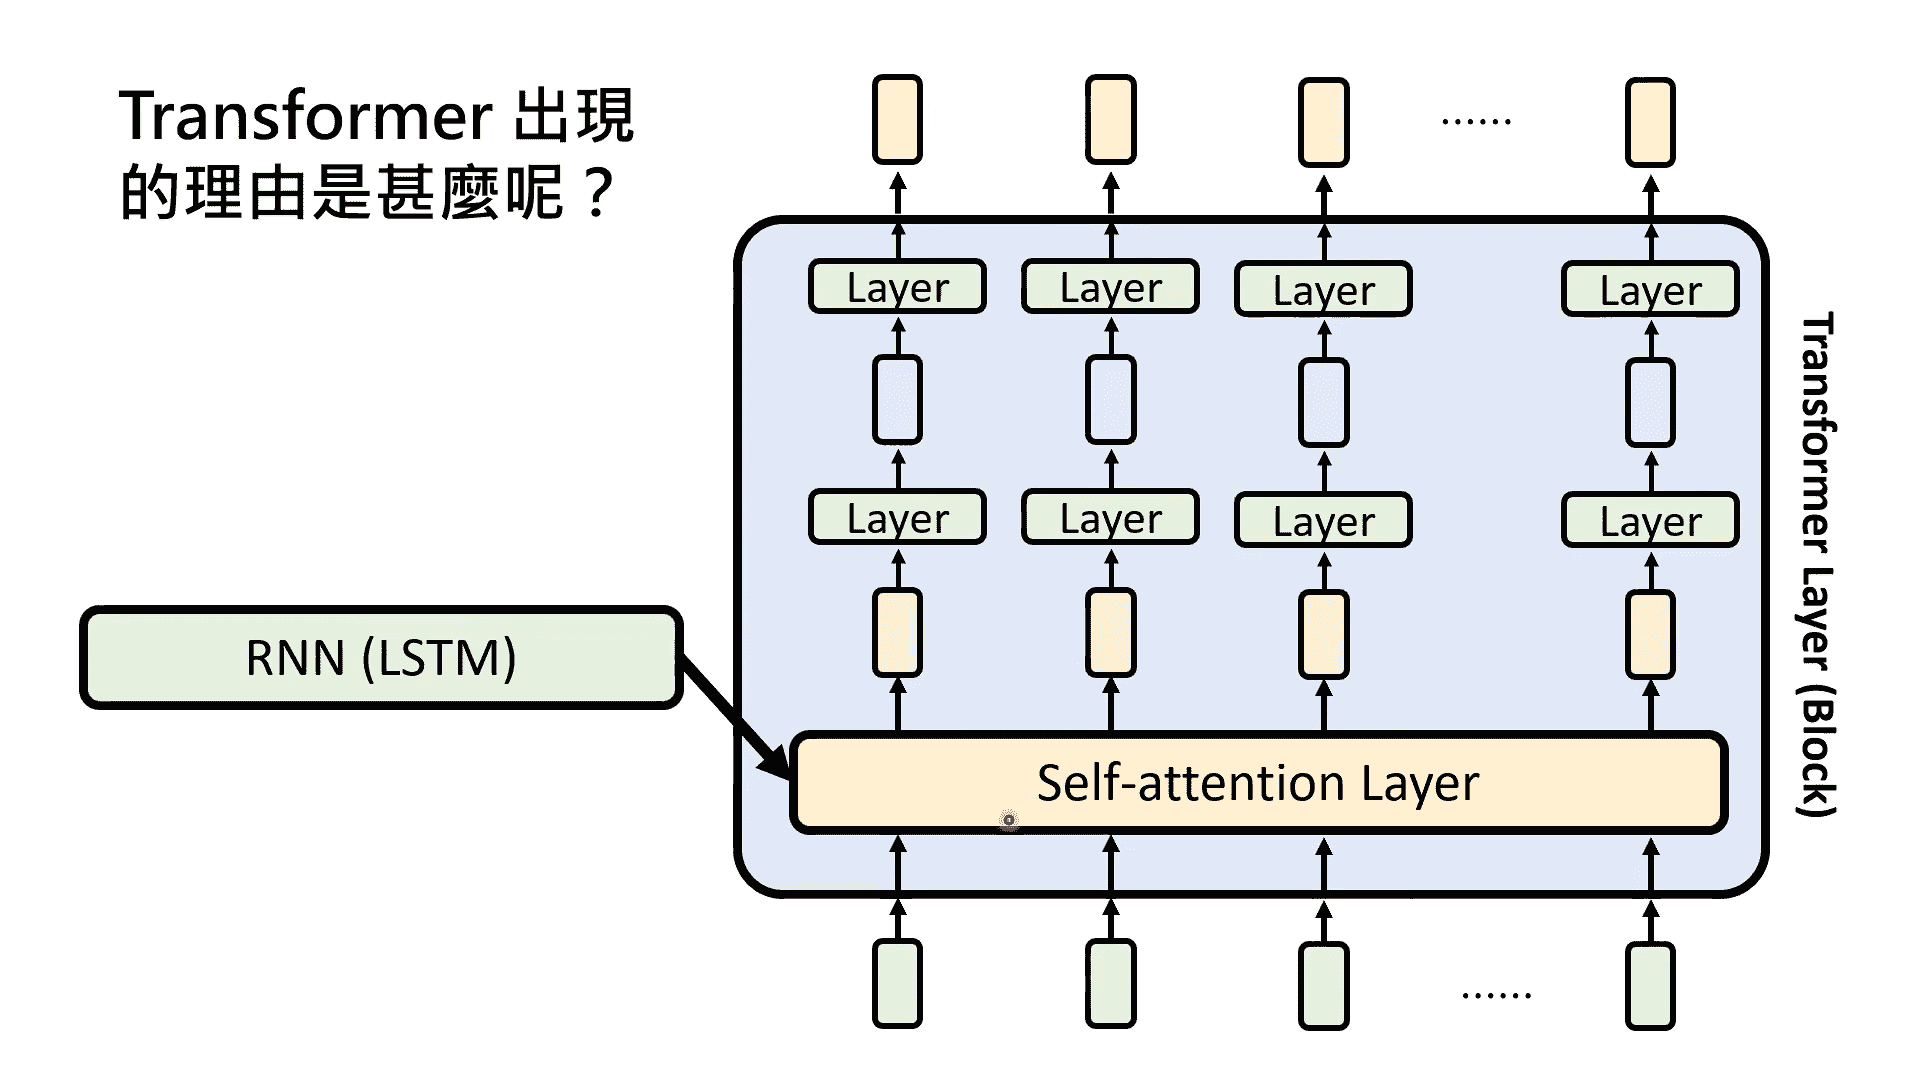 Transformer 出現
的理由是甚麼呢？
......
Layer Layer Layer Layer
Layer Layer Layer Layer
RNN (LSTM)
Self-attention Layer
......
Transformer Layer (Block)